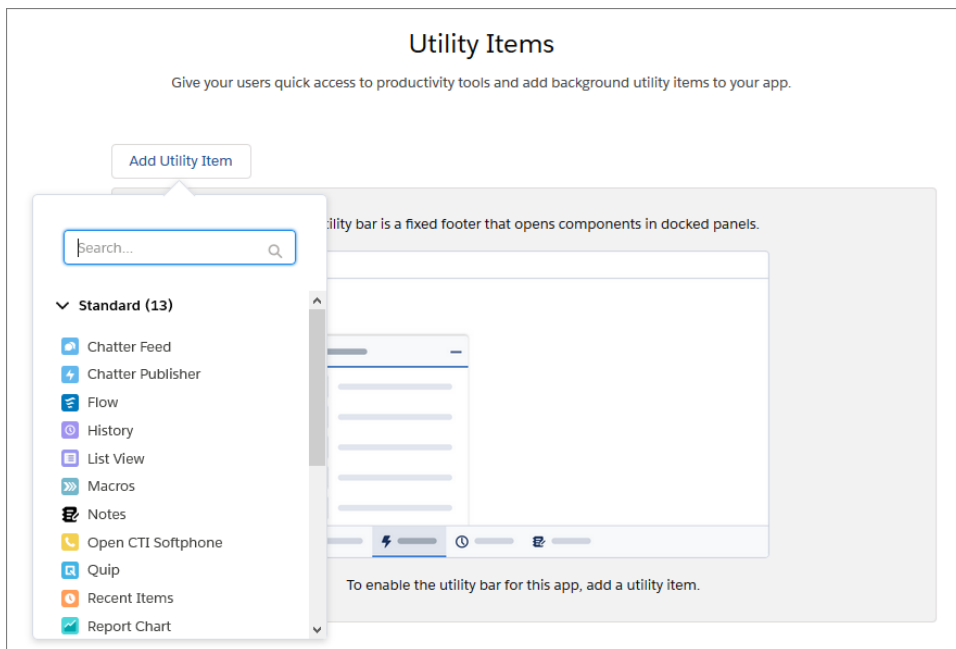 Utility Items
Give your users quick access to productivity tools and add background utility items to your app.
Add Utility Item
bar is a fixed footer that opens components in docked panels.
Search...
Standard (13)
Chatter Feed
Chatter Publisher
Flow
History
List View
Macros
Notes
Open CTI Softphone
Quip
Recent Items
Report Chart
To enable the utility bar for this app, add a utility item.